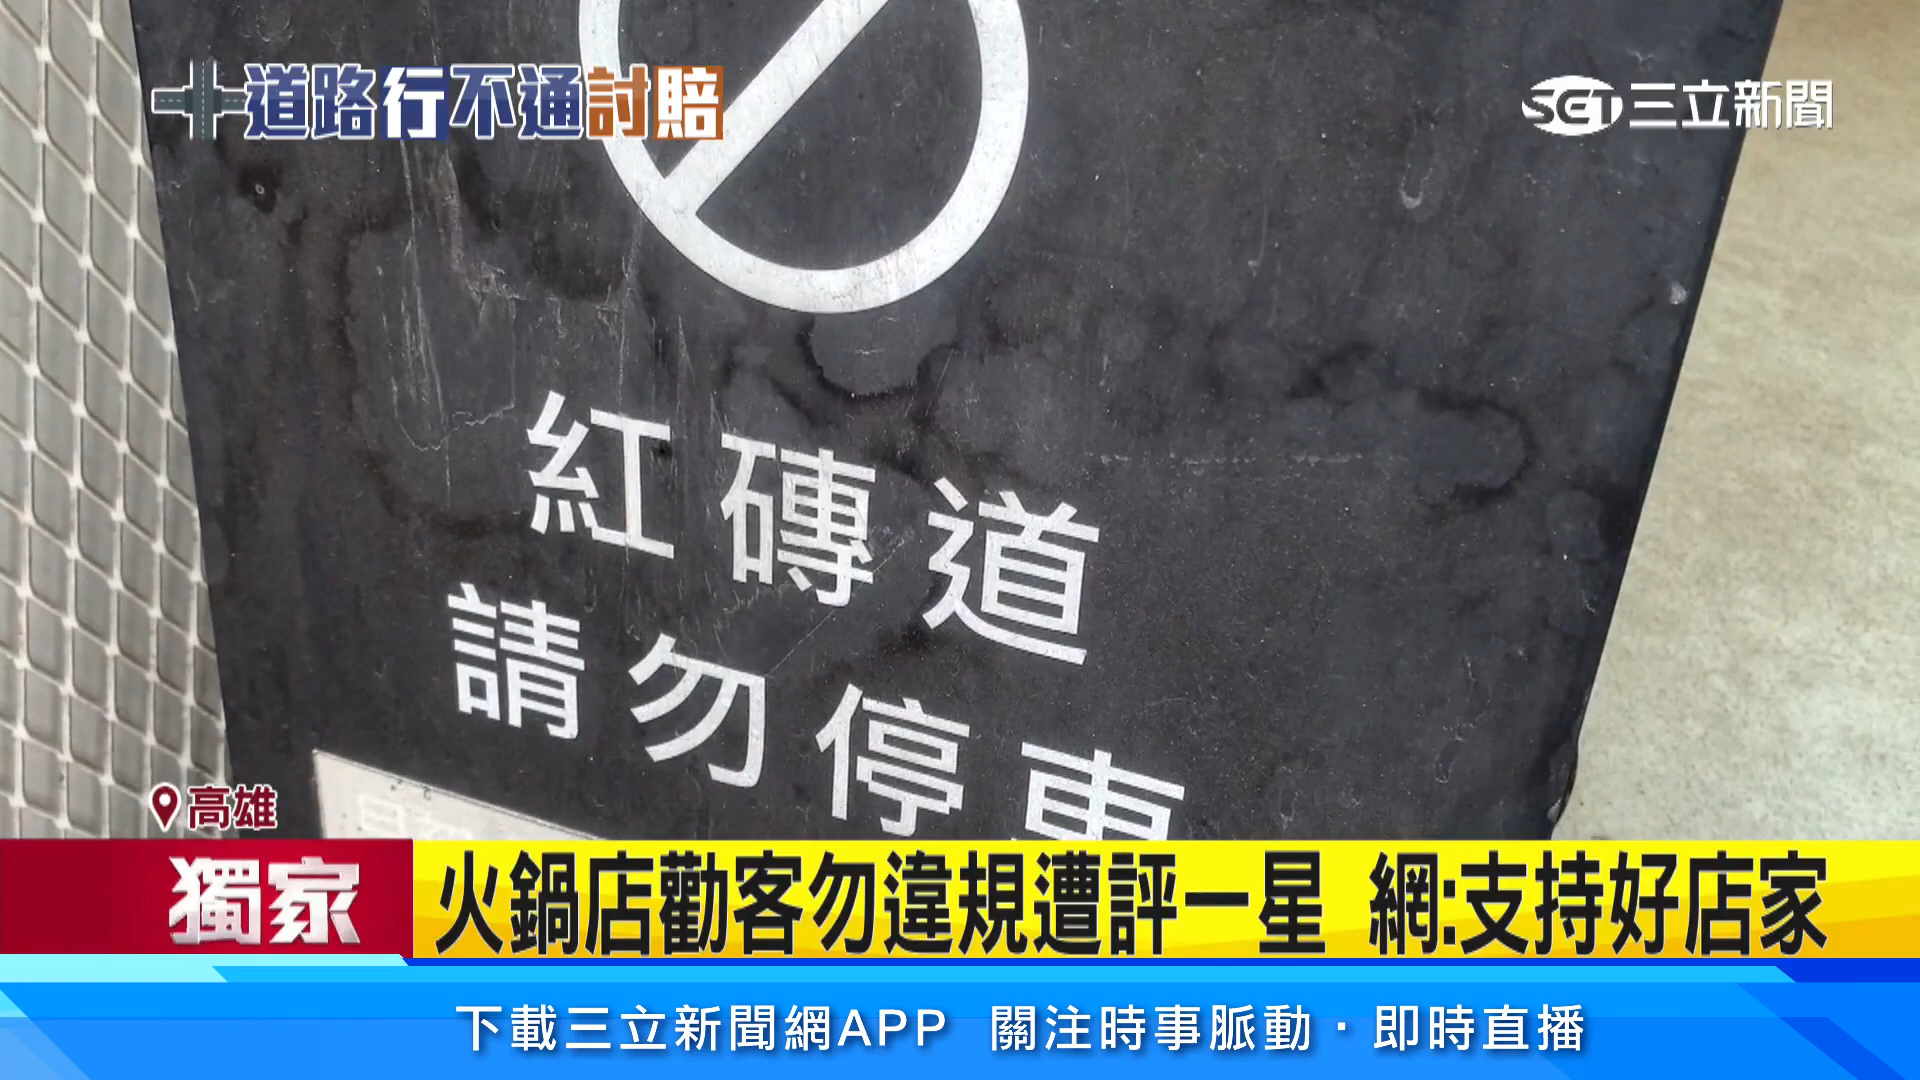 道路行不通討賠
SET三立新聞
紅磚道
請勿停車
高雄
獨家
火鍋店勸客勿違規遭評一星 網:支持好店家
下載三立新聞網APP 關注時事脈動·即時直播